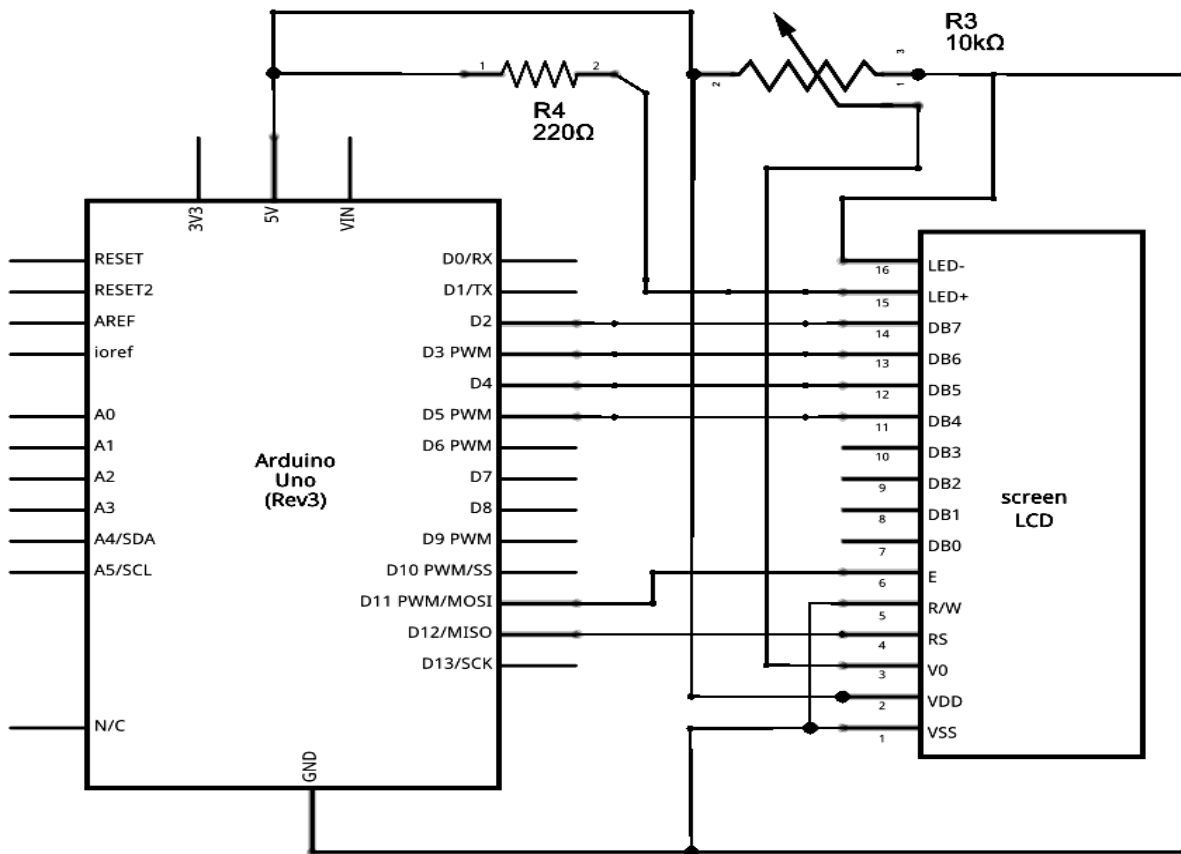 R3
10kΩ
1
2
2
3
1
R4
220Ω
3V3
5V
VIN
RESET
RESET2
AREF
ioref
A0
A1
A2
A3
A4/SDA
A5/SCL
N/C
D0/RX
D1/TX
D2
D3 PWM
D4
D5 PWM
D6 PWM
D7
D8
D9 PWM
D10 PWM/SS
D11 PWM/MOSI
D12/MISO
D13/SCK
Arduino
Uno
(Rev3)
GND
16 LED-
15 LED+
14 DB7
13 DB6
12 DB5
11 DB4
10 DB3
9 DB2
8 DB1
7 DB0
6 E
5 R/W
4 RS
3 V0
2 VDD
1 VSS
screen
LCD